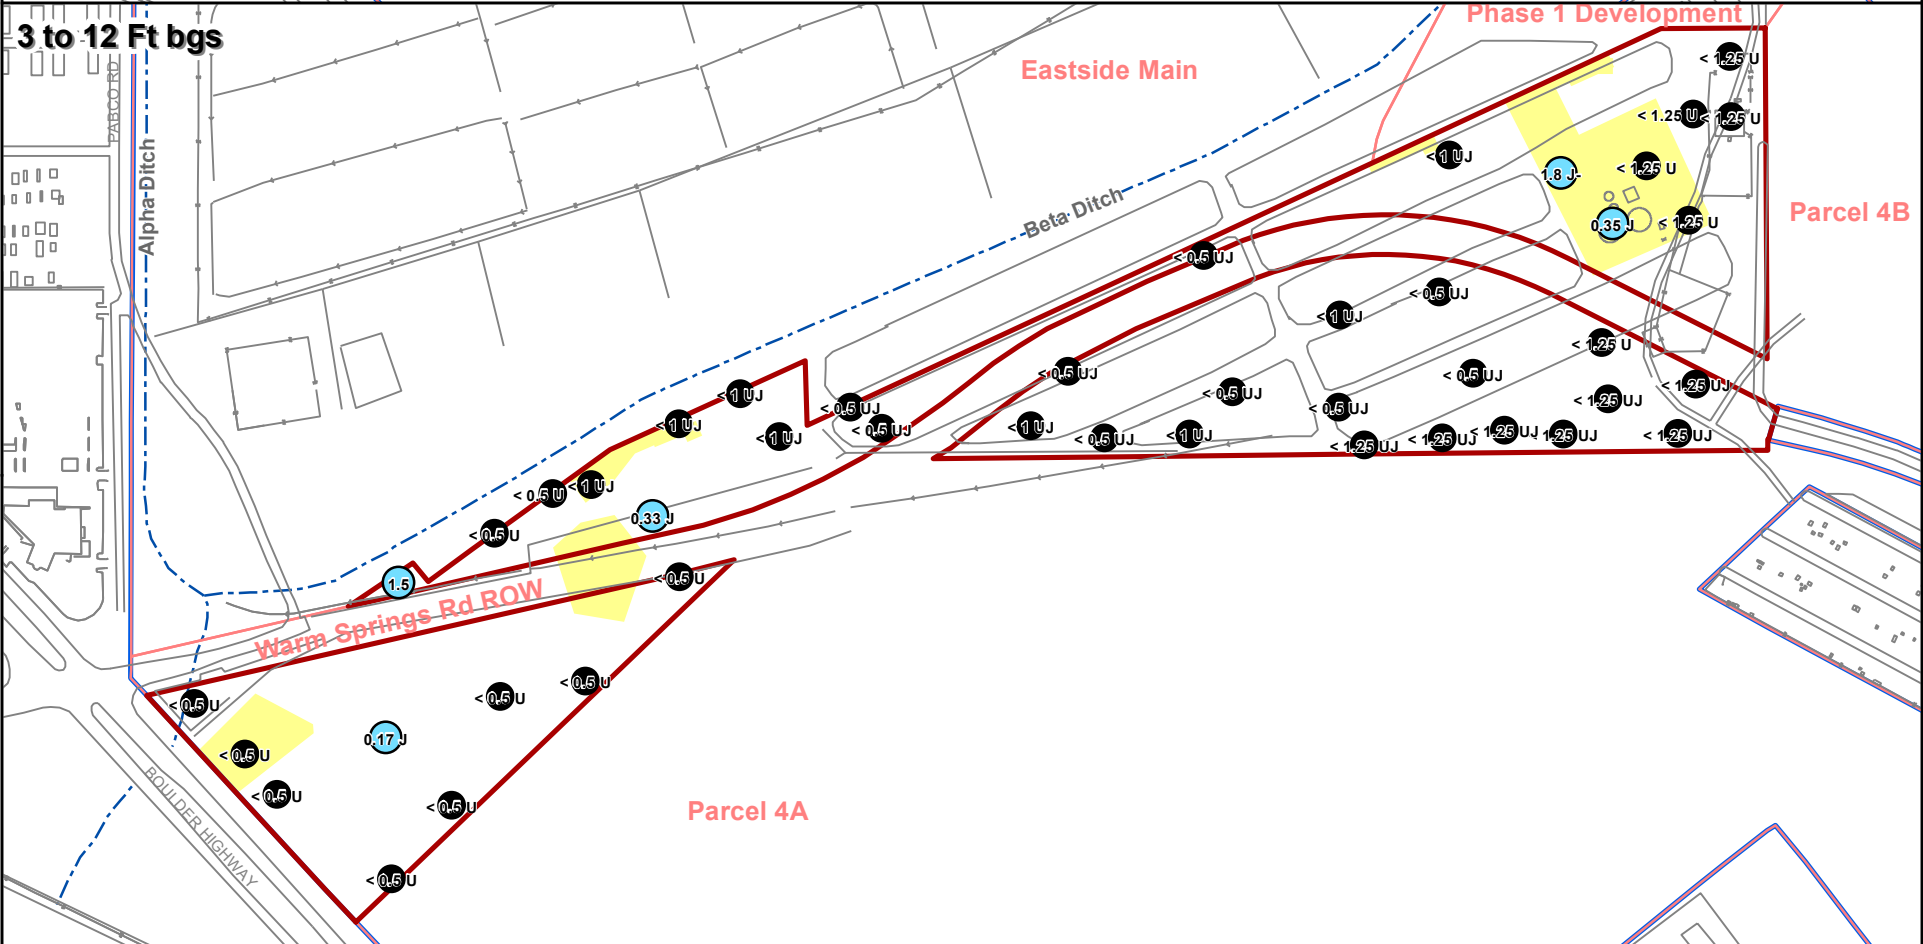 Phase 1 Development
3 to 12 Ft bgs
Eastside Main
< 1.25 U
PABCO RD
< 1.25 U
< 1.25 U
Alpha Ditch
< 1 UJ
1.8 J-
< 1.25 U
Parcel 4B
Beta Ditch
0.35 J
< 1.25 U
< 0.5 UJ
< 0.5 UJ
< 1 UJ
< 1.25 U
< 0.5 UJ
< 0.5 UJ
< 1.25 UJ
< 1 UJ
< 0.5 UJ
< 1.25 UJ
< 0.5 UJ
< 0.5 UJ
< 1 UJ
< 1 UJ
< 0.5 UJ
< 1 UJ
< 0.5 UJ
< 1 UJ
< 1.25 UJ
< 1.25 UJ
< 1.25 UJ
< 1.25 UJ
< 1.25 UJ
< 1 UJ
< 0.5 U
0.33 J
< 0.5 U
1.5
< 0.5 U
Warm Springs Rd ROW
< 0.5 U
< 0.5 U
< 0.5 U
0.17 J
< 0.5 U
< 0.5 U
< 0.5 U
Parcel 4A
BOULDER HIGHWAY
< 0.5 U